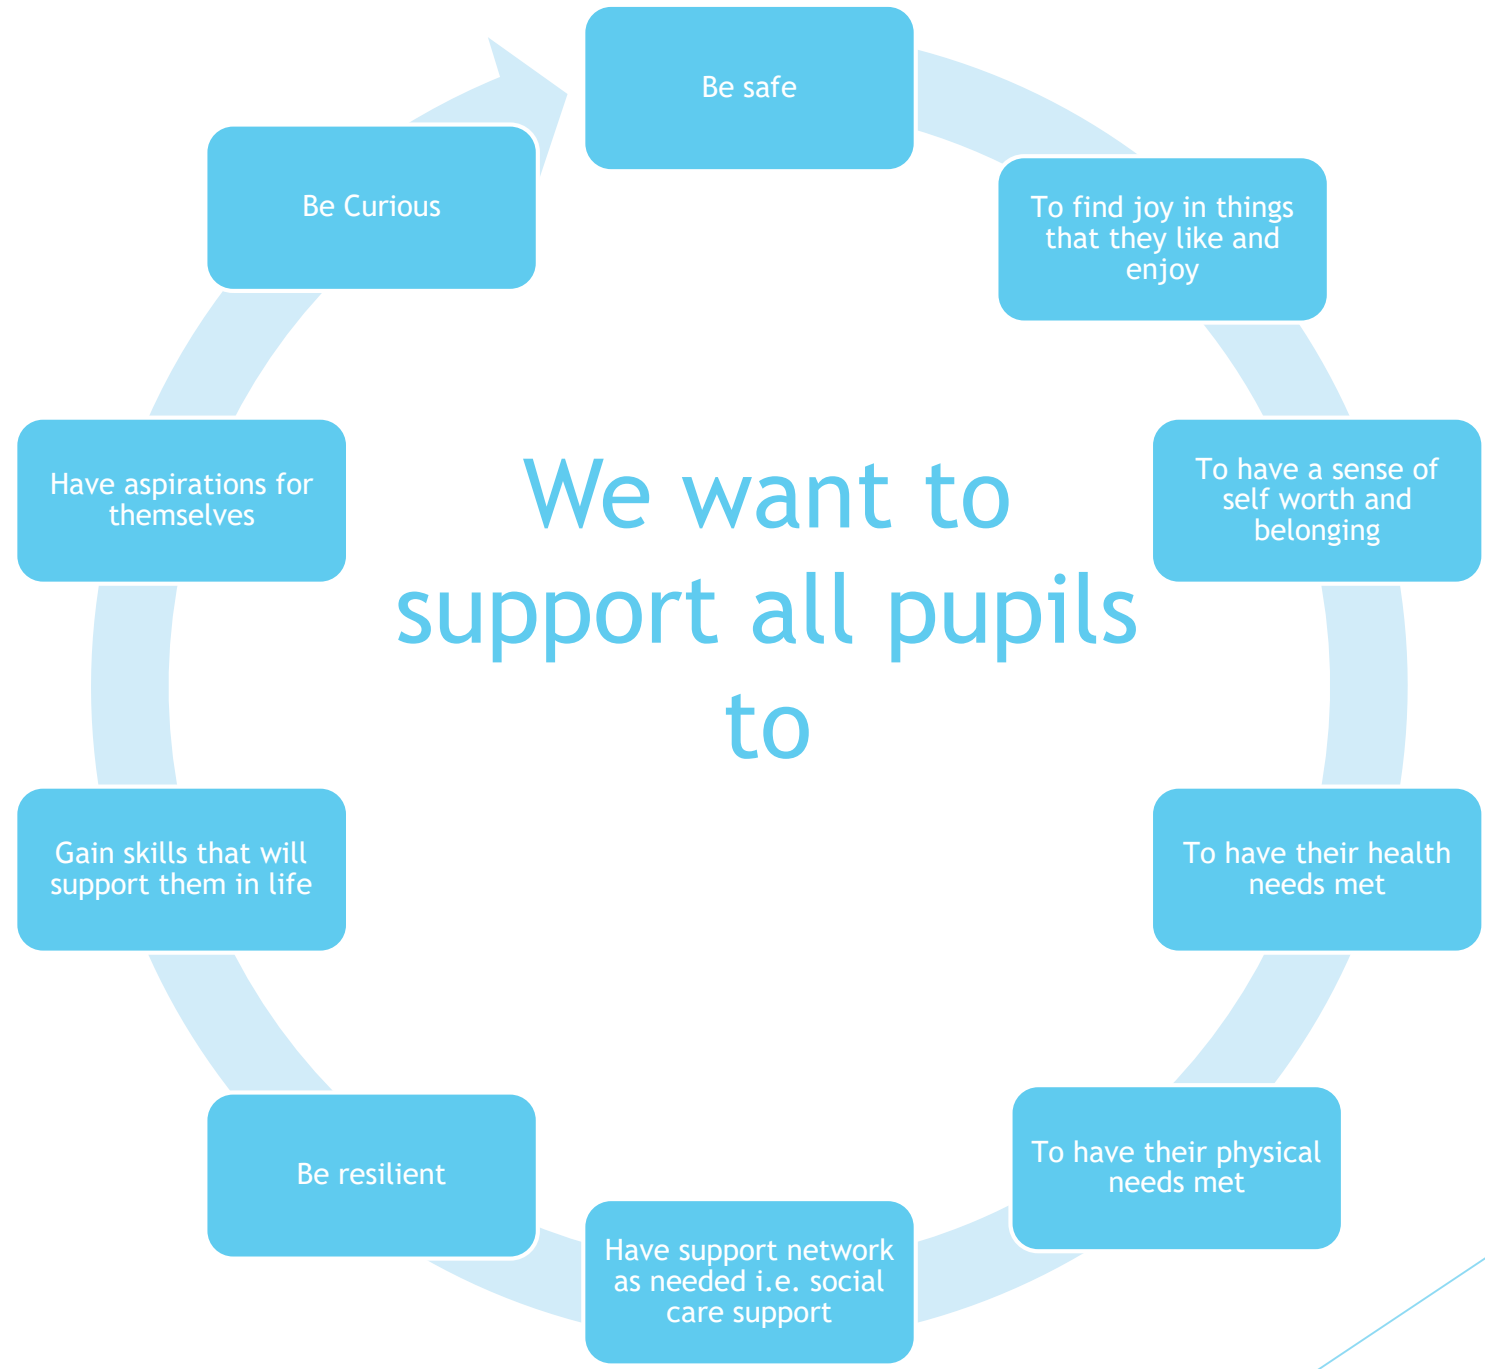 Be safe
To find joy in things
that they like and
enjoy
To have a sense of
self worth and
belonging
To have their health
needs met
To have their physical
needs met
Have support network
as needed i.e. social
care support
Be resilient
Gain skills that will
support them in life
Have aspirations for
themselves
Be Curious
We want to
support all pupils
to